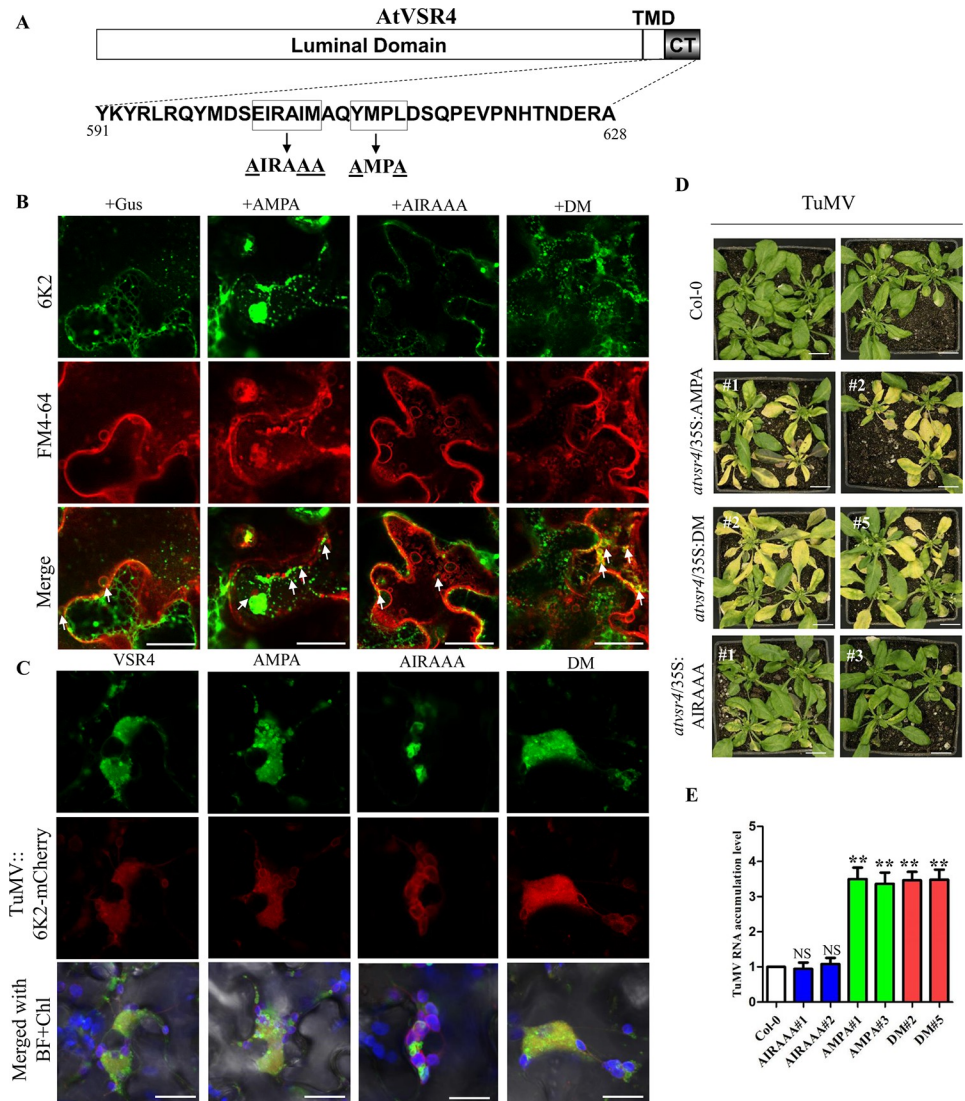 A
AtVSR4
TMD
Luminal Domain
CT
YKYRLRQYMDSEIRAIMAQYMPLDSQPEVPNHTNDERA
591
628
AIRAAA
AMPA
B
+Gus
+AMPA
+AIRAAA
+DM
6K2
FM4-64
Merge
C
VSR4
AMPA
AIRAAA
DM
TuMV::
6K2-mCherry
Merged with
BF+Chl
D
TuMV
Col-0
atvsr4/35S:AMPA
#1
#2
atvsr4/35S:DM
#2
#5
atvsr4/35S:
AIRAAA
#1
#3
E
TuMV RNA accumulation level
5
4
3
2
1
0
NS
NS
**
**
**
**
Col-0
AIRAAA#1
AIRAAA#2
AMPA#1
AMPA#3
DM#2
DM#5